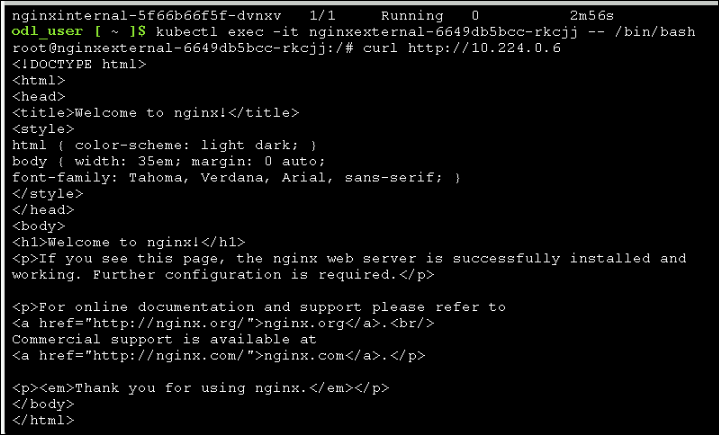 nginxinternal-5f66b66f5f-dvnxv   1/1     Running   0          2m56s
odl_user [ ~ ]$ kubectl exec -it nginxexternal-6649db5bcc-rkcjj -- /bin/bash
root@nginxexternal-6649db5bcc-rkcjj:/# curl http://10.224.0.6
<!DOCTYPE html>
<html>
<head>
<title>Welcome to nginx!</title>
<style>
html { color-scheme: light dark; }
body { width: 35em; margin: 0 auto;
font-family: Tahoma, Verdana, Arial, sans-serif; }
</style>
</head>
<body>
<h1>Welcome to nginx!</h1>
<p>If you see this page, the nginx web server is successfully installed and
working. Further configuration is required.</p>

<p>For online documentation and support please refer to
<a href="http://nginx.org/">nginx.org</a>.<br/>
Commercial support is available at
<a href="http://nginx.com/">nginx.com</a>.</p>

<p><em>Thank you for using nginx.</em></p>
</body>
</html>